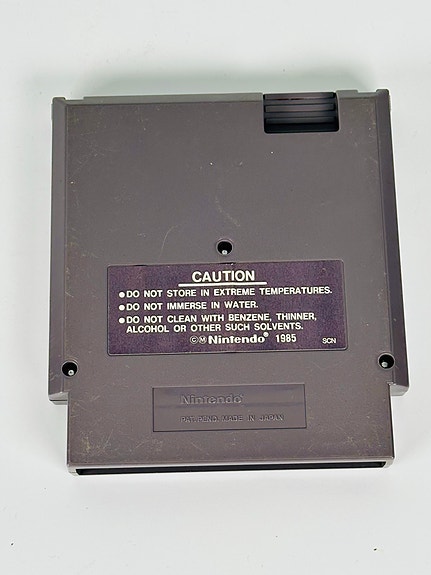 CAUTION
●DO NOT STORE IN EXTREME TEMPERATURES.
●DO NOT IMMERSE IN WATER.
●DO NOT CLEAN WITH BENZENE, THINNER,
ALCOHOL OR OTHER SUCH SOLVENTS.
©Ⓜ Nintendo® 1985 SCN
Nintendo®
PAT. PEND. MADE IN JAPAN